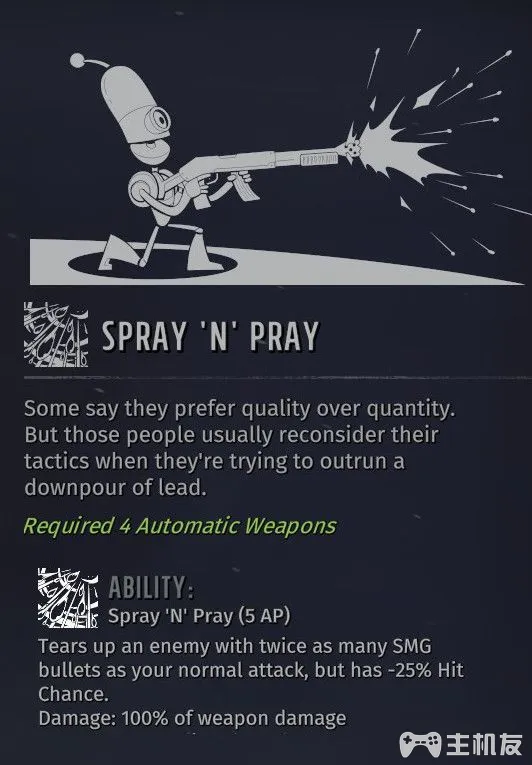 SPRAY 'N' PRAY
Some say they prefer quality over quantity.
But those people usually reconsider their
tactics when they're trying to outrun a
downpour of lead.
Required 4 Automatic Weapons
ABILITY:
Spray 'N' Pray (5 AP)
Tears up an enemy with twice as many SMG
bullets as your normal attack, but has -25% Hit
Chance.
Damage: 100% of weapon damage
主机友